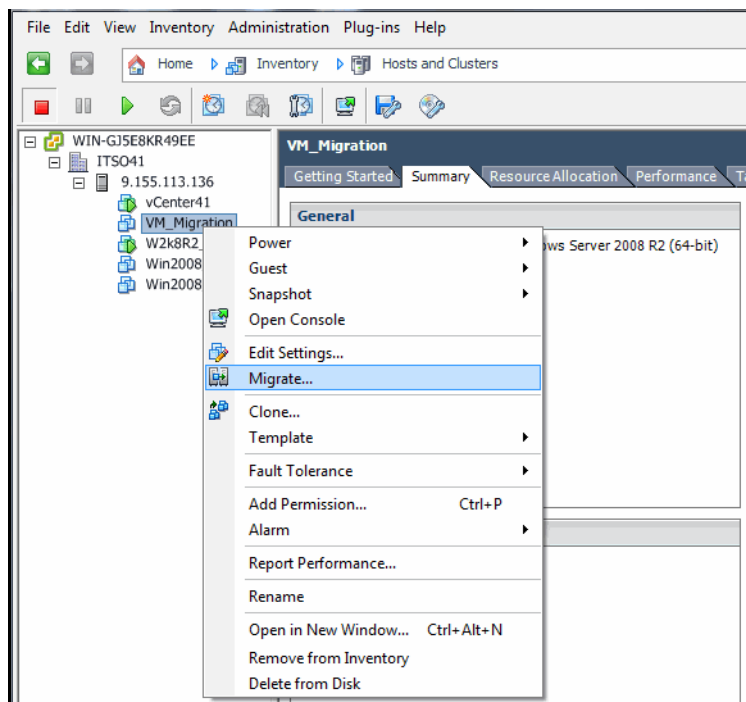 File Edit View Inventory Administration Plug-ins Help
Home Inventory Hosts and Clusters
WIN-GJ5E8KR49EE
ITSO41
9.155.113.136
vCenter41
VM_Migration
W2k8R2_
Win2008
Win2008
VM_Migration
Getting Started Summary Resource Allocation Performance Ta
General
ows Server 2008 R2 (64-bit)
Power
Guest
Snapshot
Open Console
Edit Settings...
Migrate...
Clone...
Template
Fault Tolerance
Add Permission... Ctrl+P
Alarm
Report Performance...
Rename
Open in New Window... Ctrl+Alt+N
Remove from Inventory
Delete from Disk